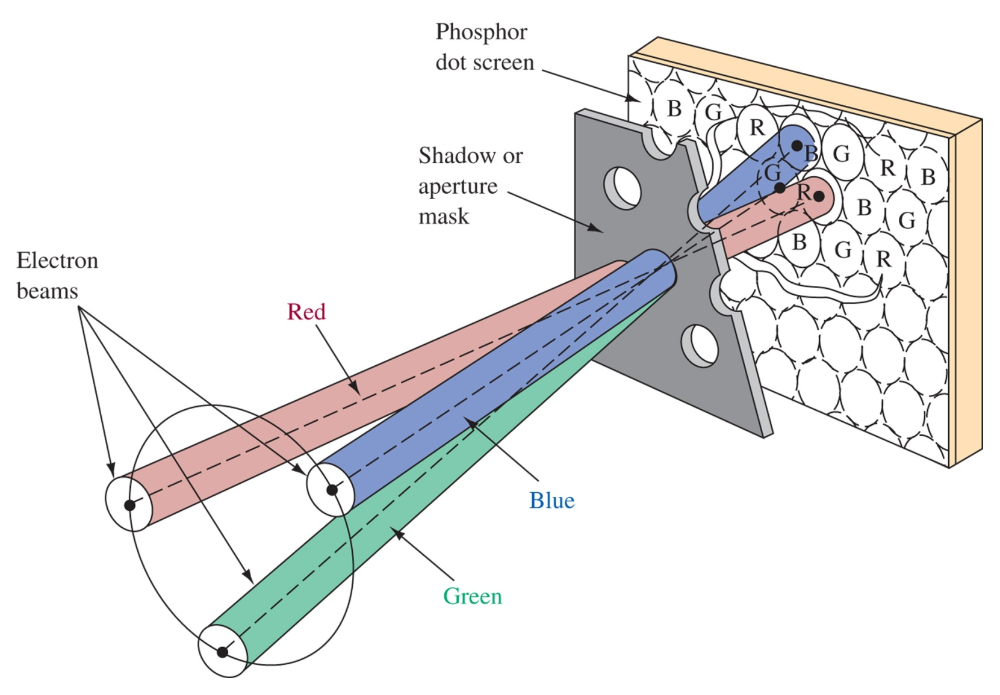 Phosphor
dot screen
Shadow or
aperture
mask
Electron
beams
Red
Blue
Green
B G R B G R B
G R B G
B G R